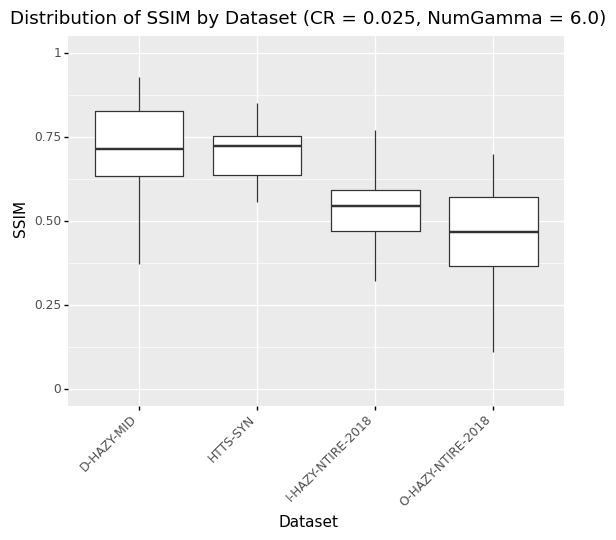 Distribution of SSIM by Dataset (CR = 0.025, NumGamma = 6.0)
1
0.75
0.50
0.25
0
SSIM
D-HAZY-MID
HTTS-SYN
I-HAZY-NTIRE-2018
O-HAZY-NTIRE-2018
Dataset